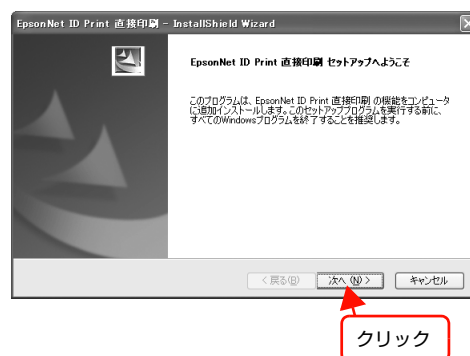 EpsonNet ID Print 直接印刷 - InstallShield Wizard
EpsonNet ID Print 直接印刷 セットアップへようこそ
このプログラムは、EpsonNet ID Print 直接印刷 の機能をコンピュータ
に追加インストールします。このセットアッププログラムを実行する前に、
すべてのWindowsプログラムを終了することを推奨します。
< 戻る(B)
次へ(N) >
キャンセル
クリック